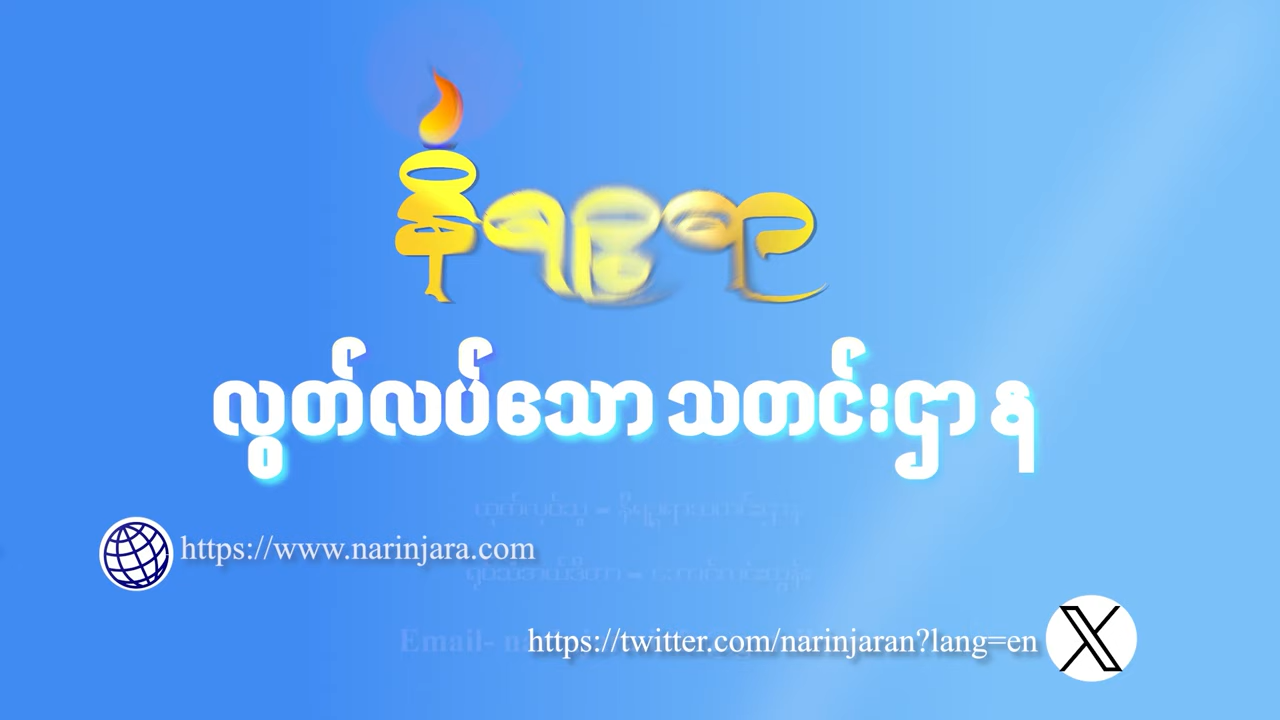 နိရဉ္စရာ
လွတ်လပ်သော သတင်းဌာန
https://www.narinjara.com
https://twitter.com/narinjaran?lang=en
Email-